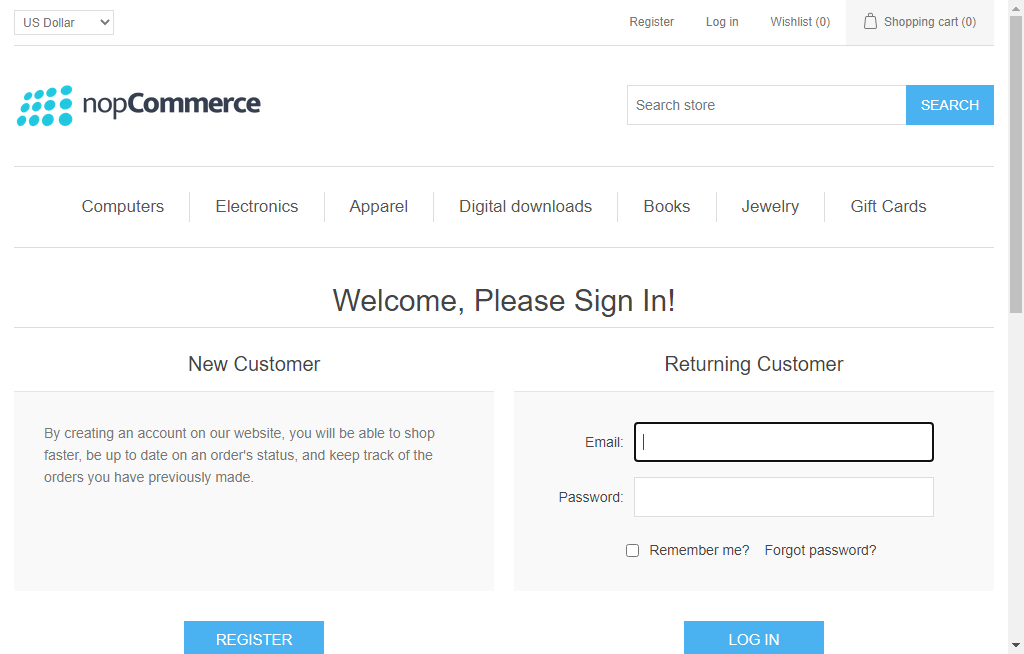 US Dollar
Register
Log in
Wishlist (0)
Shopping cart (0)
nopCommerce
Search store
SEARCH
Computers
Electronics
Apparel
Digital downloads
Books
Jewelry
Gift Cards
Welcome, Please Sign In!
New Customer
By creating an account on our website, you will be able to shop
faster, be up to date on an order's status, and keep track of the
orders you have previously made.
REGISTER
Returning Customer
Email:
Password:
Remember me?
Forgot password?
LOG IN